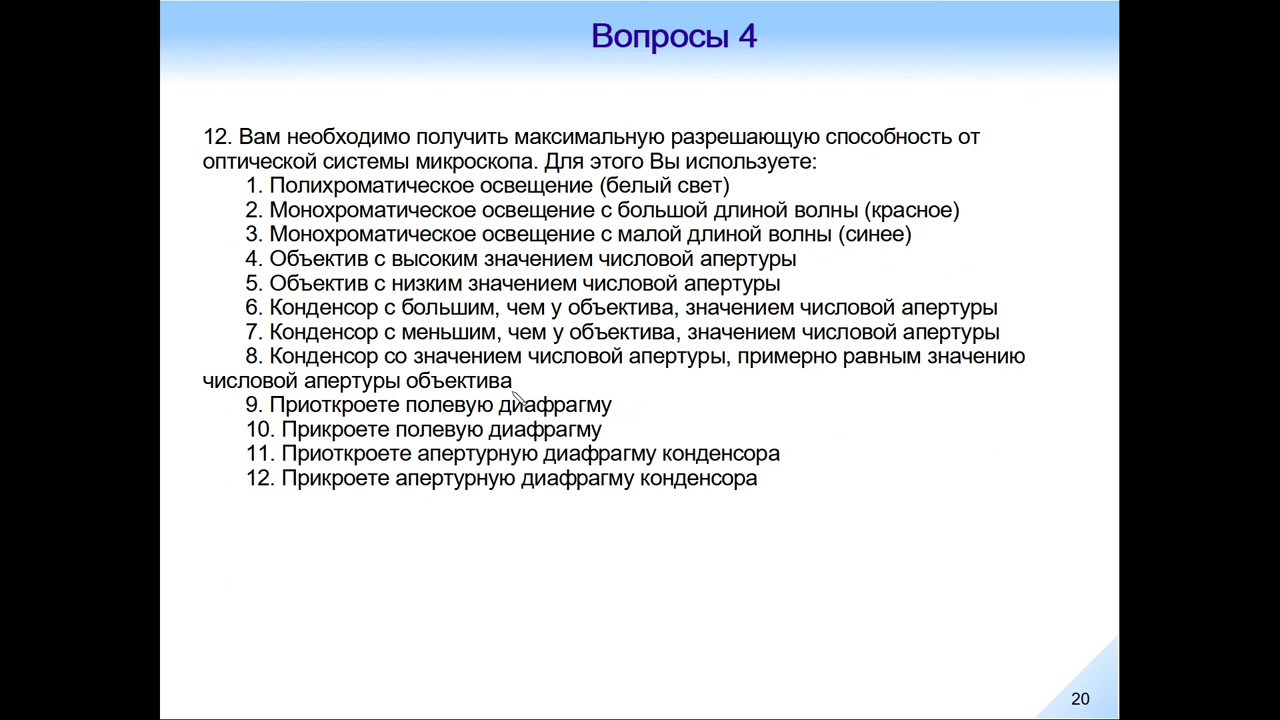 Вопросы 4
12. Вам необходимо получить максимальную разрешающую способность от
оптической системы микроскопа. Для этого Вы используете:
1. Полихроматическое освещение (белый свет)
2. Монохроматическое освещение с большой длиной волны (красное)
3. Монохроматическое освещение с малой длиной волны (синее)
4. Объектив с высоким значением числовой апертуры
5. Объектив с низким значением числовой апертуры
6. Конденсор с большим, чем у объектива, значением числовой апертуры
7. Конденсор с меньшим, чем у объектива, значением числовой апертуры
8. Конденсор со значением числовой апертуры, примерно равным значению
числовой апертуры объектива
9. Приоткроете полевую диафрагму
10. Прикроете полевую диафрагму
11. Приоткроете апертурную диафрагму конденсора
12. Прикроете апертурную диафрагму конденсора
20